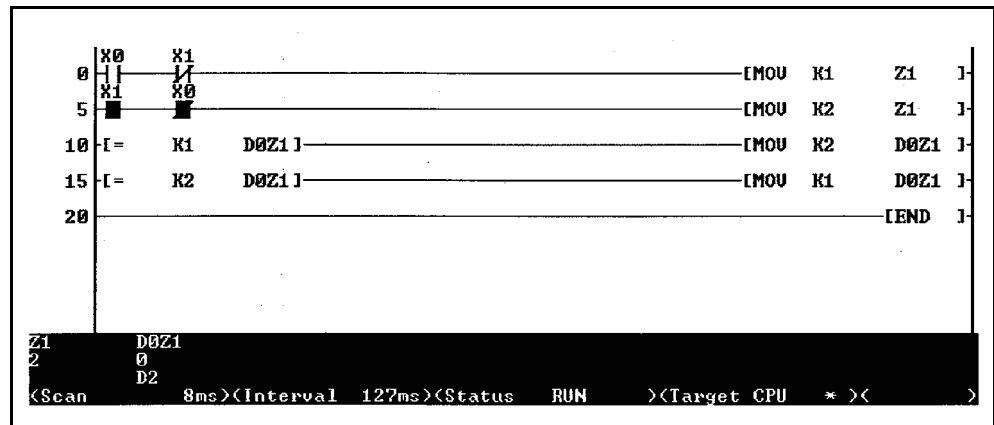 X0 X1
0 [MOV K1 Z1 ]
X1 X0
5 [MOV K2 Z1 ]
10 [= K1 D0Z1 ] [MOV K2 D0Z1 ]
15 [= K2 D0Z1 ] [MOV K1 D0Z1 ]
20 [END ]
Z1 D0Z1
2 0
D2
<Scan 8ms><Interval 127ms><Status RUN ><Target CPU * >< >